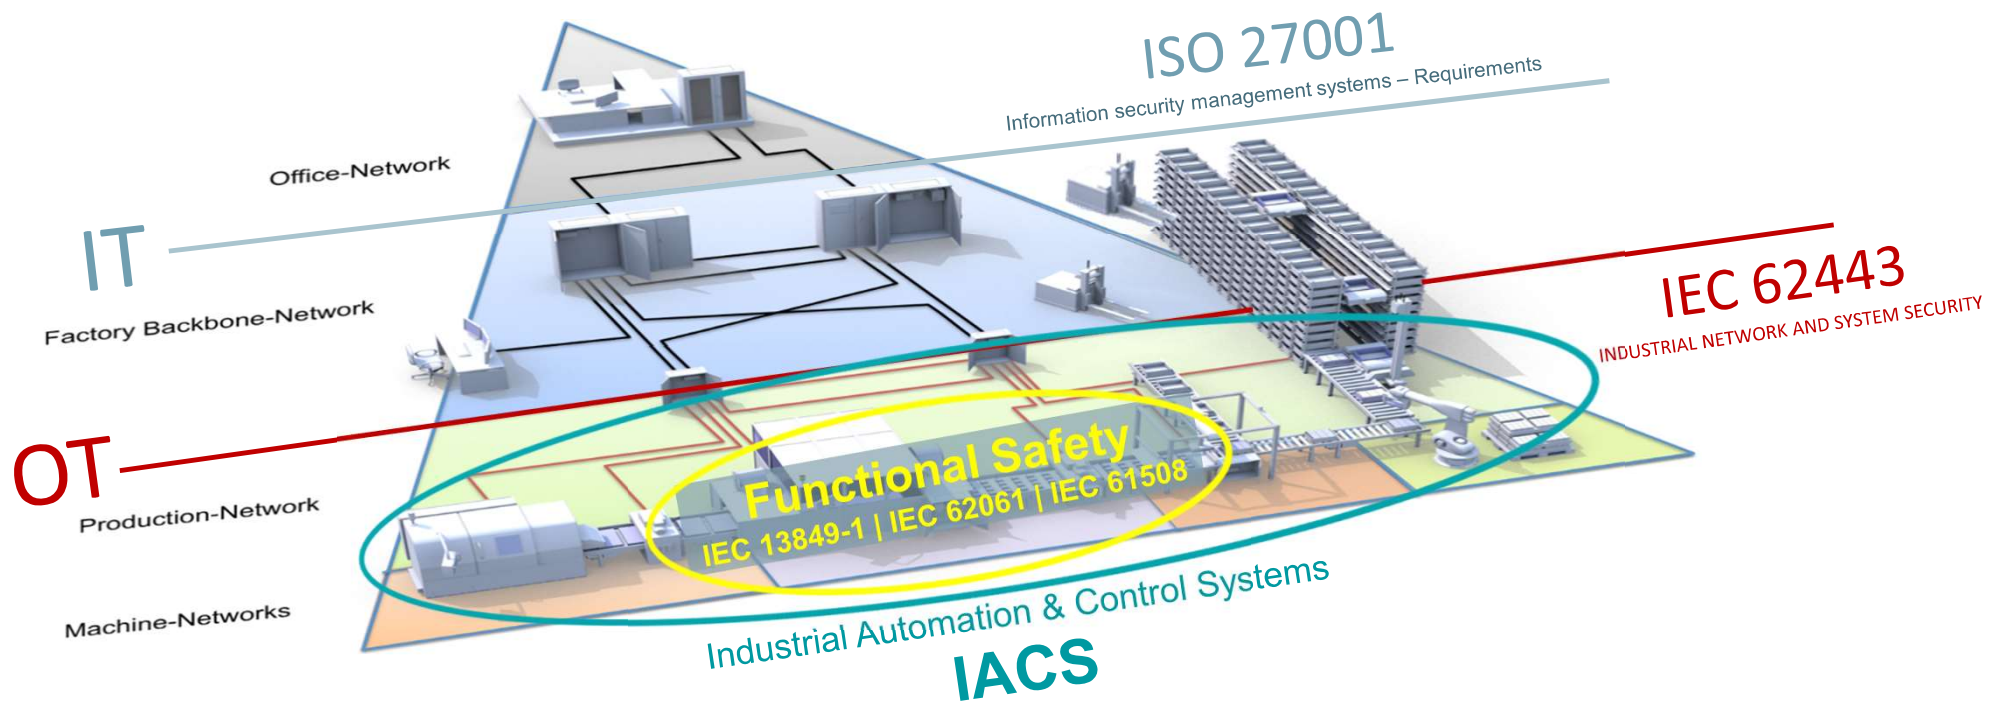 ISO 27001
Information security management systems – Requirements
Office-Network
IT
Factory Backbone-Network
IEC 62443
INDUSTRIAL NETWORK AND SYSTEM SECURITY
OT
Production-Network
Functional Safety
IEC 13849-1 | IEC 62061 | IEC 61508
Machine-Networks
Industrial Automation & Control Systems
IACS